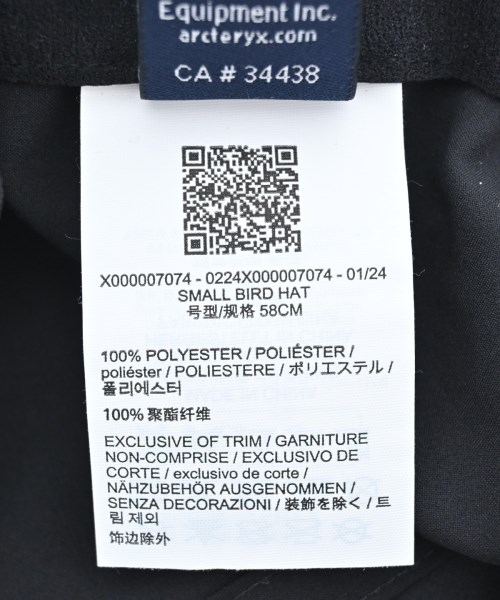 Equipment Inc.
arcteryx.com
CA # 34438
X000007074 - 0224X000007074 - 01/24
SMALL BIRD HAT
号型/规格 58CM
100% POLYESTER / POLIÉSTER /
poliéster / POLIESTERE / ポリエステル /
폴리에스터
100% 聚酯纤维
EXCLUSIVE OF TRIM / GARNITURE
NON-COMPRISE / EXCLUSIVO DE
CORTE / exclusivo de corte /
NÄHZUBEHÖR AUSGENOMMEN /
SENZA DECORAZIONI / 装飾を除く / 트
림 제외
饰边除外